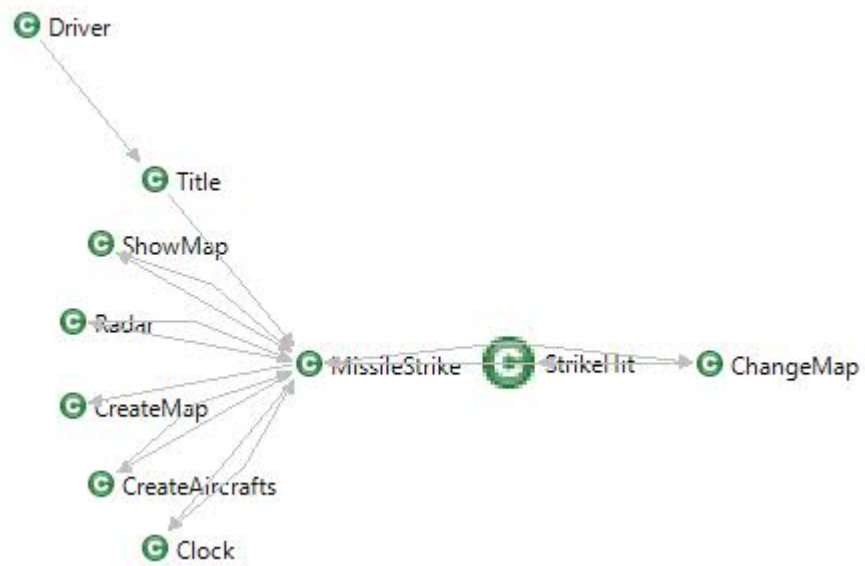 Driver
Title
ShowMap
Radar
MissileStrike
StrikeHit
ChangeMap
CreateMap
CreateAircrafts
Clock